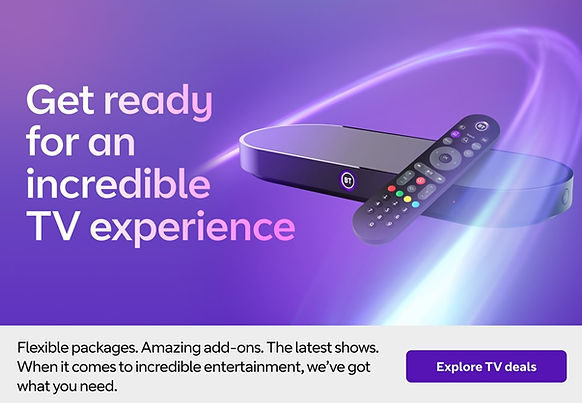 Get ready
for an
incredible
TV experience
BT
BT
Flexible packages. Amazing add-ons. The latest shows.
When it comes to incredible entertainment, we've got
what you need.
Explore TV deals